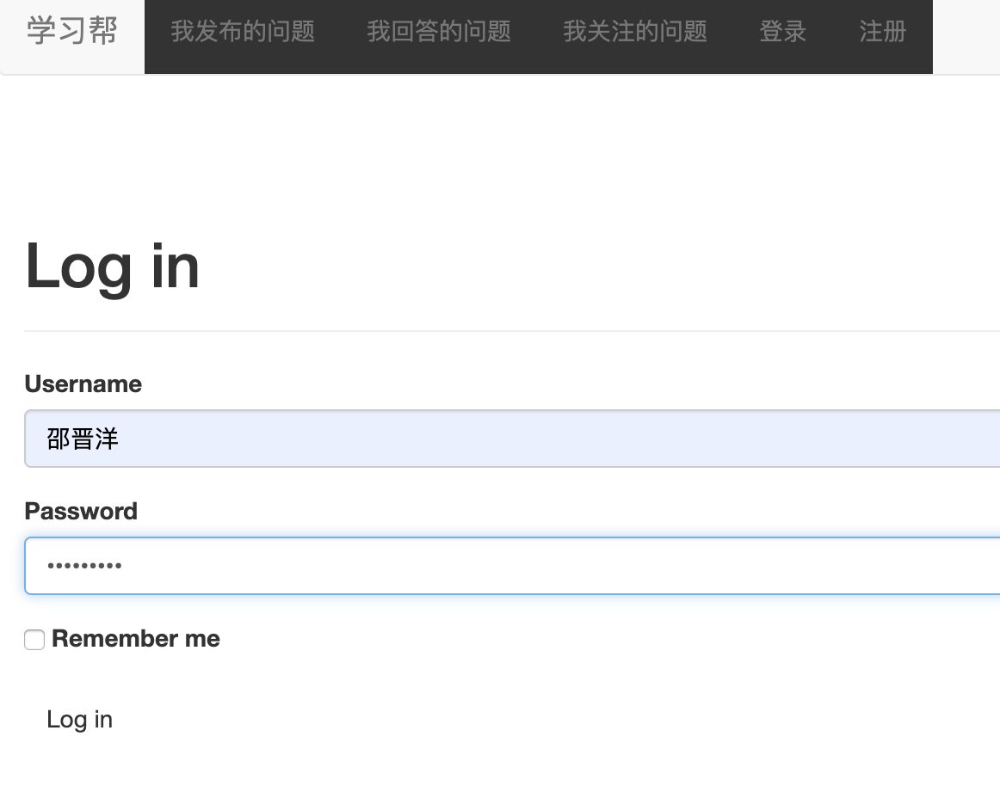 学习帮 我发布的问题 我回答的问题 我关注的问题 登录 注册
Log in
Username
邵晋洋
Password
•••••••••
Remember me
Log in